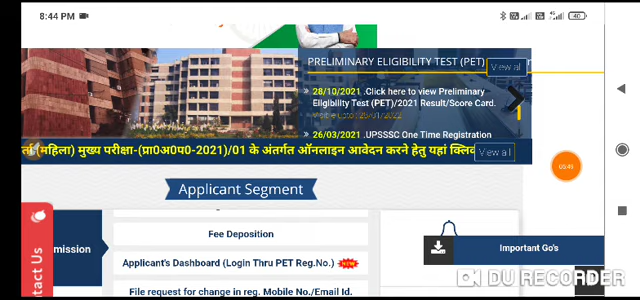 8:44 PM
40
PRELIMINARY ELIGIBILITY TEST (PET)
View all
28/10/2021 .Click here to view Preliminary
Eligibility Test (PET)/2021 Result/Score Card.
26/03/2021 .UPSSSC One Time Registration
(महिला) मुख्य परीक्षा-(प्रा0अ0प0-2021)/01 के अंतर्गत ऑनलाइन आवेदन करने हेतु यहां क्लिक
View all
Applicant Segment
Fee Deposition
Applicant's Dashboard (Login Thru PET Reg.No.) NEW
File request for change in reg. Mobile No./Email Id.
mission
ntact Us
Important Go's
DU RECORDER